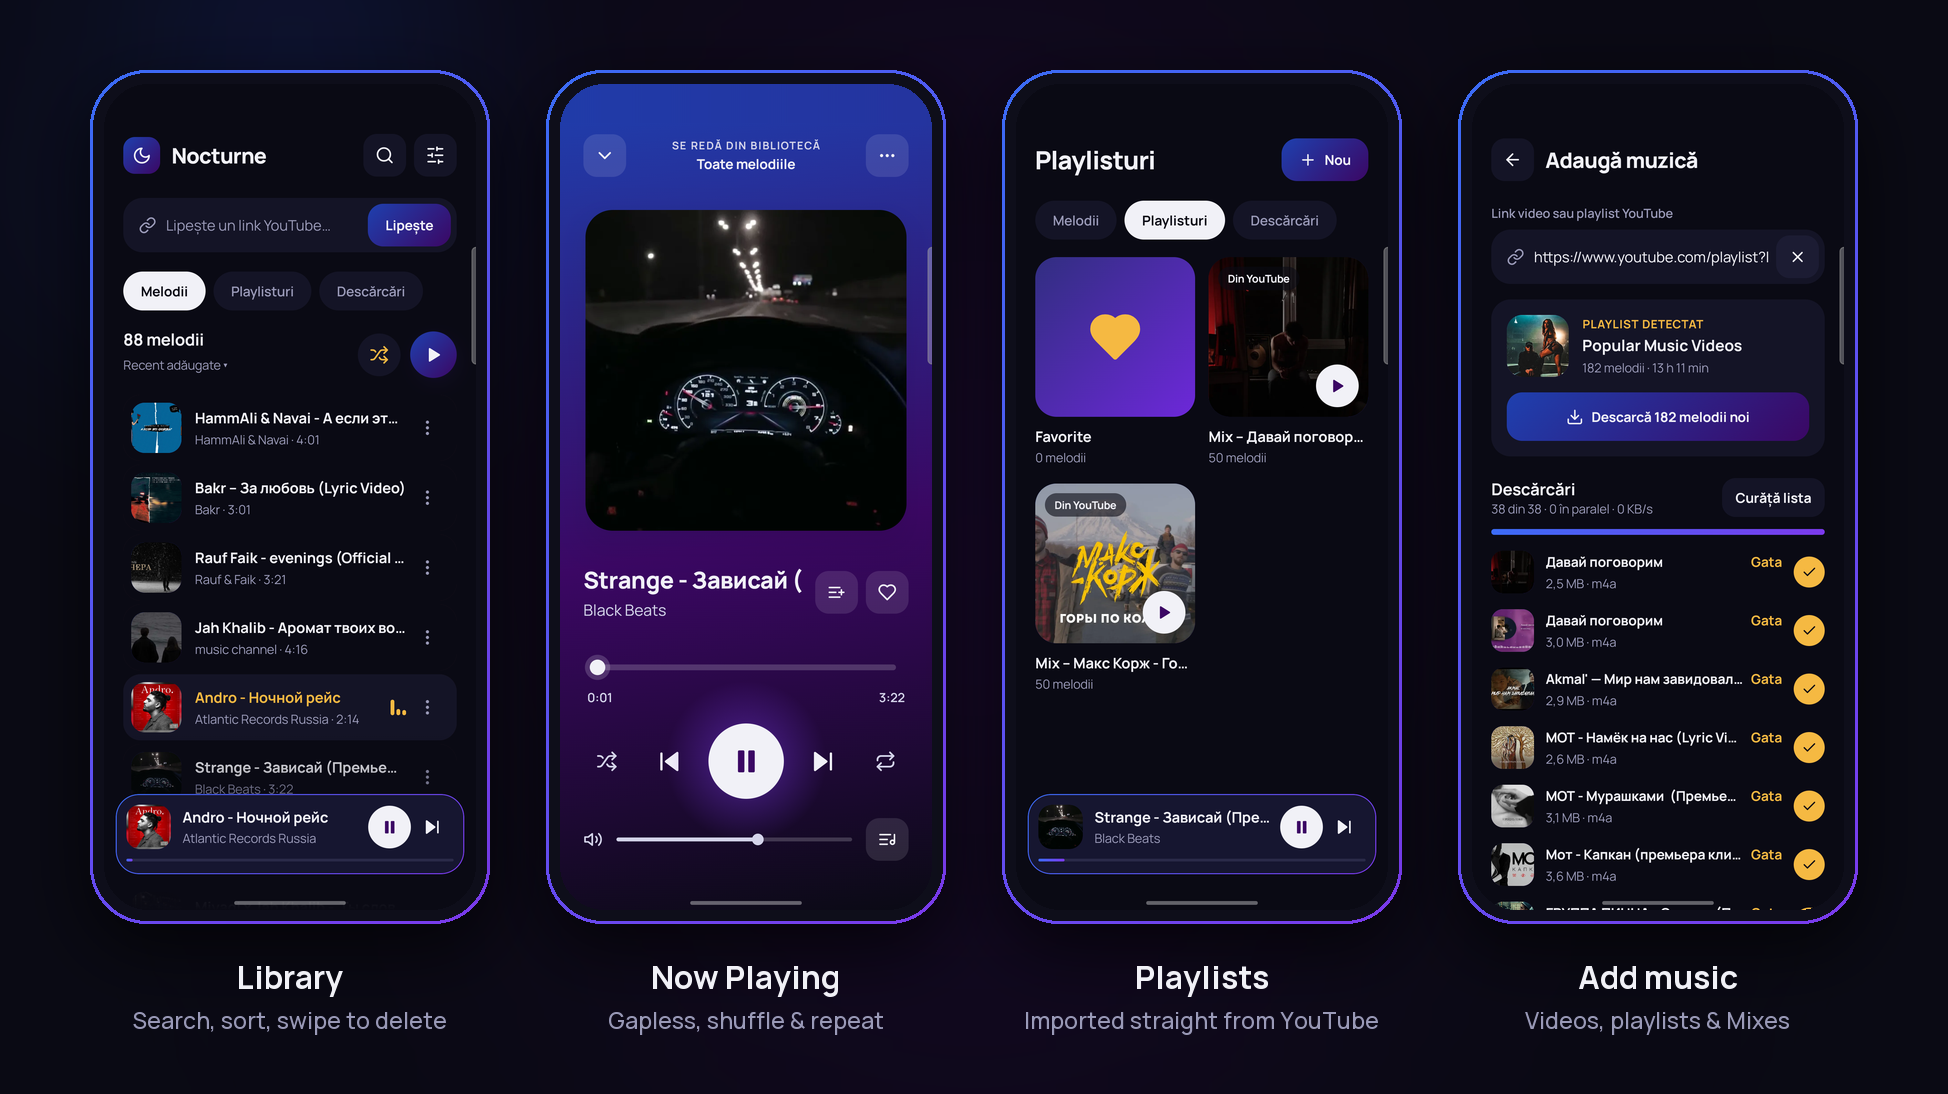 Nocturne
Lipește un link YouTube...
Lipește
Melodii
Playlisturi
Descărcări
88 melodii
Recent adăugate
HammAli & Navai - А если эт...
HammAli & Navai · 4:01
Bakr – За любовь (Lyric Video)
Bakr · 3:01
Rauf Faik - evenings (Official ...
Rauf & Faik · 3:21
Jah Khalib - Аромат твоих во...
music channel · 4:16
Andro - Ночной рейс
Atlantic Records Russia · 2:14
Strange - Зависай (Премье...
Black Beats · 3:22
Andro - Ночной рейс
Atlantic Records Russia
Library
Search, sort, swipe to delete
SE REDĂ DIN BIBLIOTECĂ
Toate melodiile
Strange - Зависай (
Black Beats
0:01
3:22
Now Playing
Gapless, shuffle & repeat
Playlisturi
Nou
Melodii
Playlisturi
Descărcări
Din YouTube
Favorite
0 melodii
Mix – Давай поговор...
50 melodii
Din YouTube
Макс
Корж
ГОРЫ ПО
Mix – Макс Корж - Го...
50 melodii
Strange - Зависай (Пре...
Black Beats
Playlists
Imported straight from YouTube
Adaugă muzică
Link video sau playlist YouTube
https://www.youtube.com/playlist?l
PLAYLIST DETECTAT
Popular Music Videos
182 melodii · 13 h 11 min
Descarcă 182 melodii noi
Descărcări
38 din 38 · 0 în paralel · 0 KB/s
Curăță lista
Давай поговорим
Gata
2,5 MB · m4a
Давай поговорим
Gata
3,0 MB · m4a
Akmal' — Мир нам завидовал...
Gata
2,9 MB · m4a
МОТ - Намёк на нас (Lyric Vi...
Gata
2,6 MB · m4a
МОТ - Мурашками (Премье...
Gata
3,1 MB · m4a
Мот - Капкан (премьера кли...
Gata
3,6 MB · m4a
Add music
Videos, playlists & Mixes